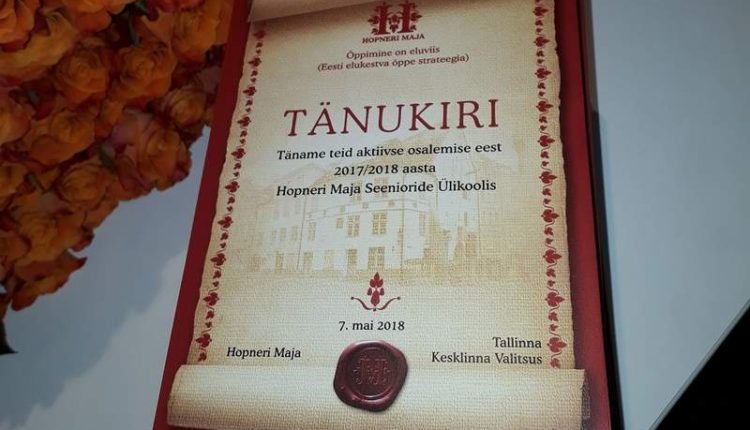 H
HOPNERI MAJA
Õppimine on eluviis
(Eesti elukestva õppe strateegia)
TÄNUKIRI
Täname teid aktiivse osalemise eest
2017/2018 aasta
Hopneri Maja Seenioride Ülikoolis
7. mai 2018
Hopneri Maja
Tallinna
Kesklinna Valitsus